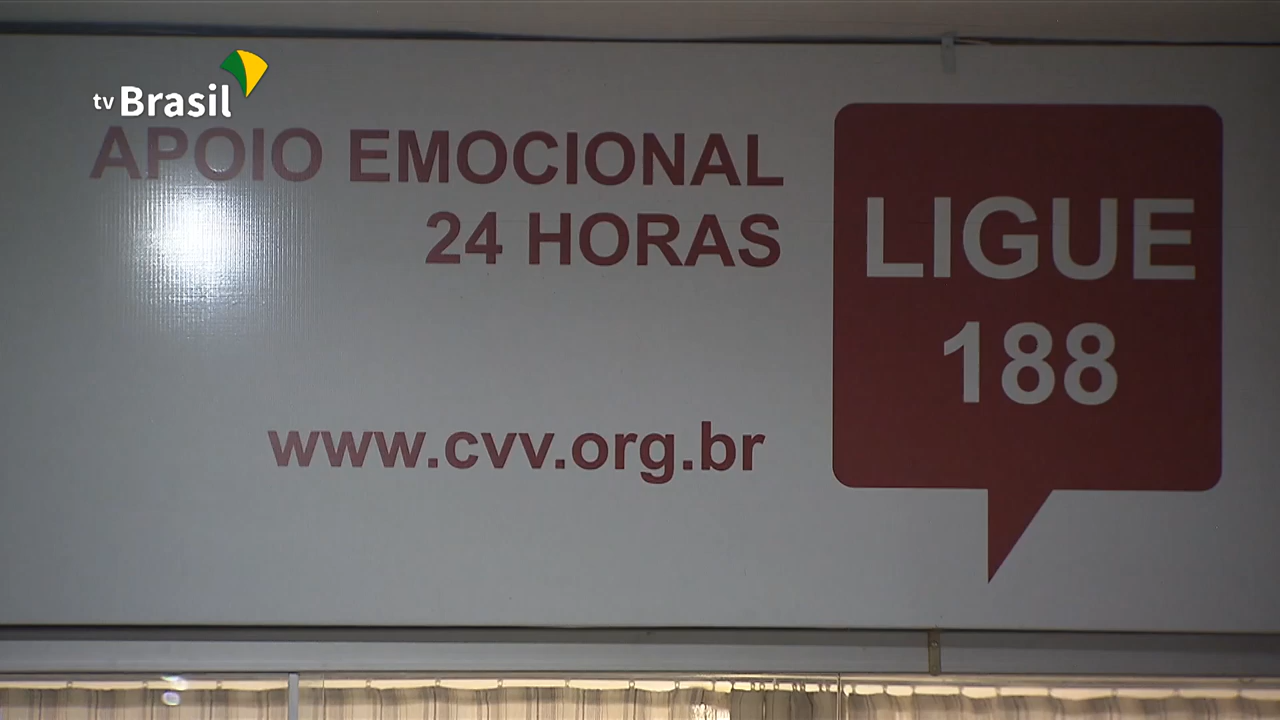 tv Brasil
APOIO EMOCIONAL
24 HORAS
www.cvv.org.br
LIGUE
188